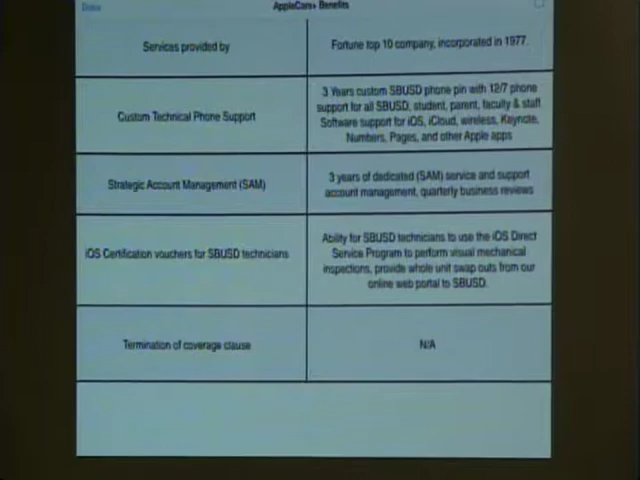 Done
AppleCare+ Benefits
Services provided by
Fortune top 10 company, incorporated in 1977.
Custom Technical Phone Support
3 Years custom SBUSD phone pin with 12/7 phone
support for all SBUSD, student, parent, faculty & staff.
Software support for iOS, iCloud, wireless, Keynote,
Numbers, Pages, and other Apple apps
Strategic Account Management (SAM)
3 years of dedicated (SAM) service and support
account management, quarterly business reviews
iOS Certification vouchers for SBUSD technicians
Ability for SBUSD technicians to use the iOS Direct
Service Program to perform visual mechanical
inspections, provide whole unit swap outs from our
online web portal to SBUSD.
Termination of coverage clause
N/A